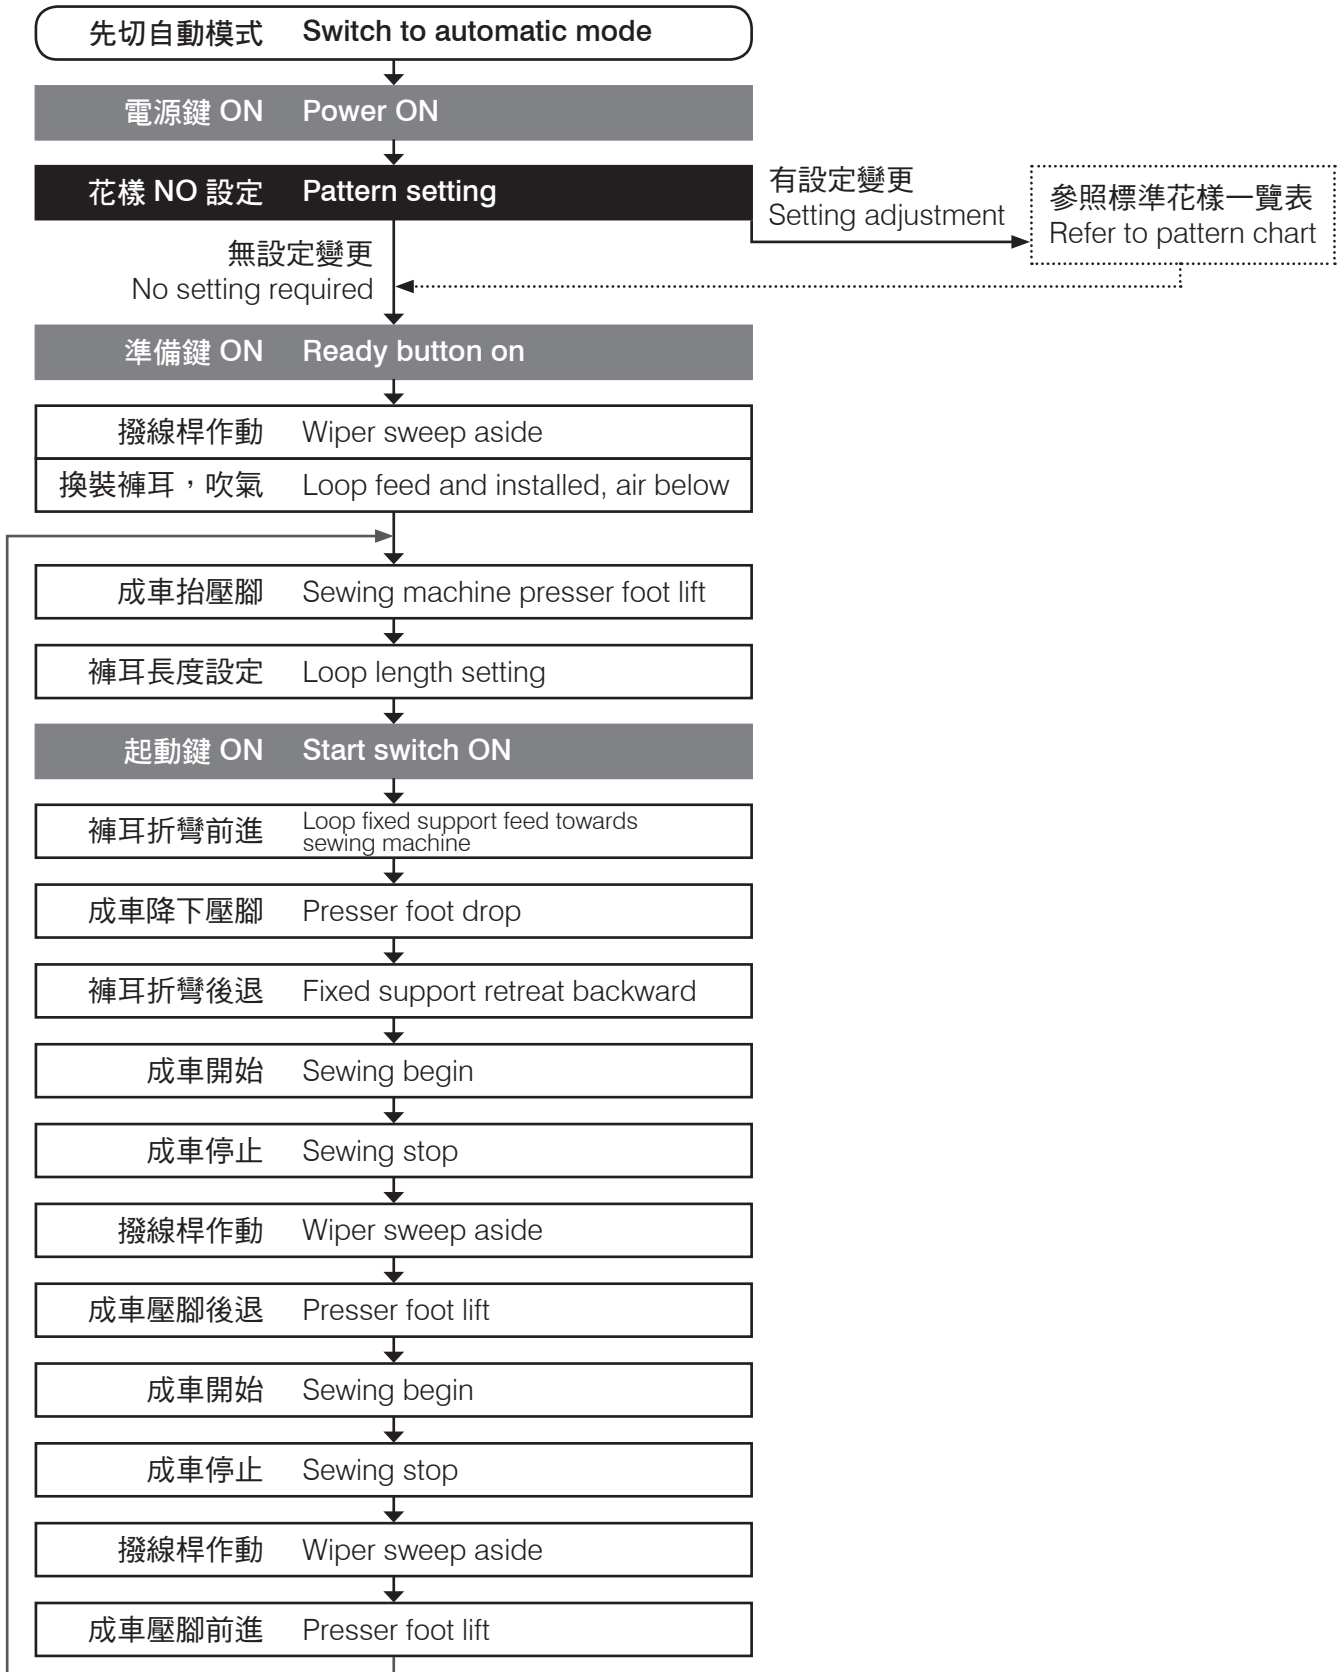 先切自動模式 Switch to automatic mode
電源鍵 ON Power ON
花樣 NO 設定 Pattern setting
有設定變更
Setting adjustment
參照標準花樣一覽表
Refer to pattern chart
無設定變更
No setting required
準備鍵 ON Ready button on
撥線桿作動 Wiper sweep aside
換裝褲耳，吹氣 Loop feed and installed, air below
成車抬壓腳 Sewing machine presser foot lift
褲耳長度設定 Loop length setting
起動鍵 ON Start switch ON
褲耳折彎前進 Loop fixed support feed towards
sewing machine
成車降下壓腳 Presser foot drop
褲耳折彎後退 Fixed support retreat backward
成車開始 Sewing begin
成車停止 Sewing stop
撥線桿作動 Wiper sweep aside
成車壓腳後退 Presser foot lift
成車開始 Sewing begin
成車停止 Sewing stop
撥線桿作動 Wiper sweep aside
成車壓腳前進 Presser foot lift